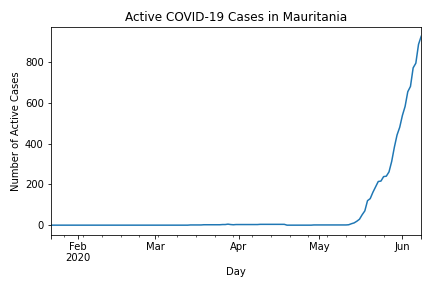 Active COVID-19 Cases in Mauritania
Number of Active Cases
800
600
400
200
0
Feb
2020
Mar
Apr
May
Jun
Day